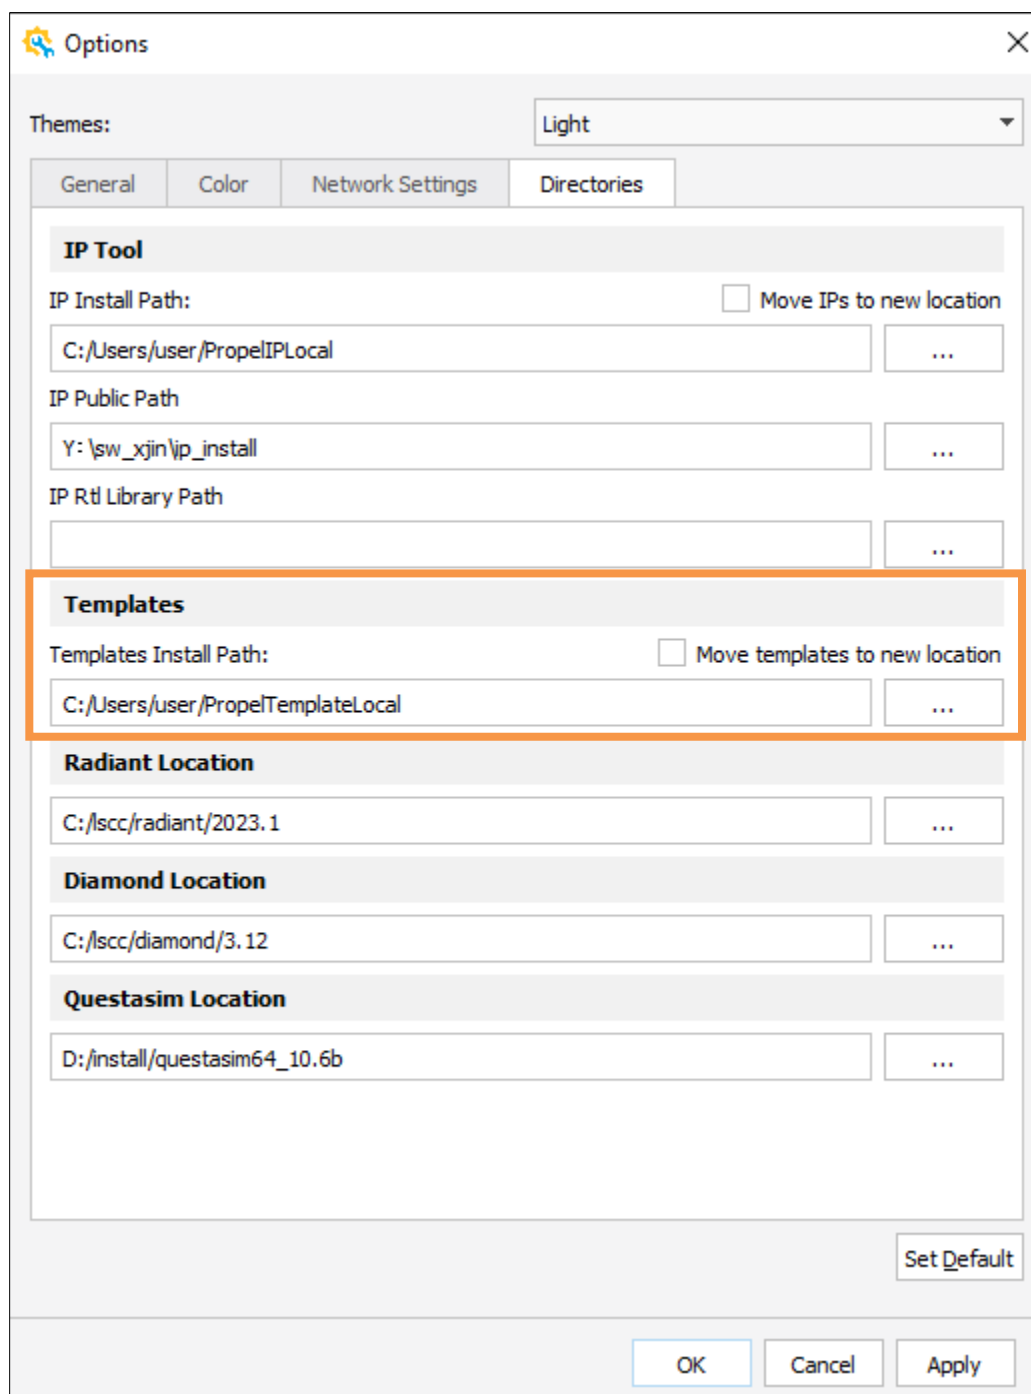 Options
Themes: Light
General Color Network Settings Directories
IP Tool
IP Install Path: Move IPs to new location
C:/Users/user/PropelIPLocal ...
IP Public Path
Y:\sw_xjin\ip_install ...
IP Rtl Library Path
...
Templates
Templates Install Path: Move templates to new location
C:/Users/user/PropelTemplateLocal ...
Radiant Location
C:/lscc/radiant/2023.1 ...
Diamond Location
C:/lscc/diamond/3.12 ...
Questasim Location
D:/install/questasim64_10.6b ...
Set Default
OK Cancel Apply